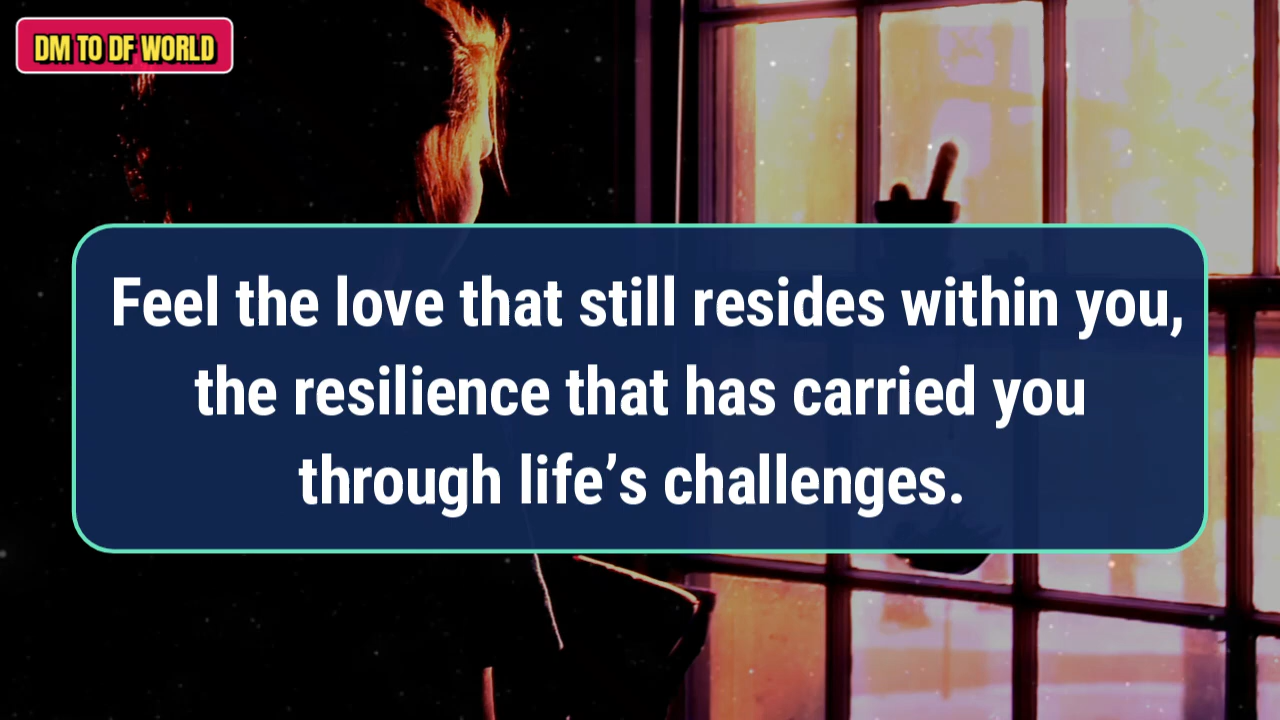 DM TO DF WORLD
Feel the love that still resides within you,
the resilience that has carried you
through life’s challenges.